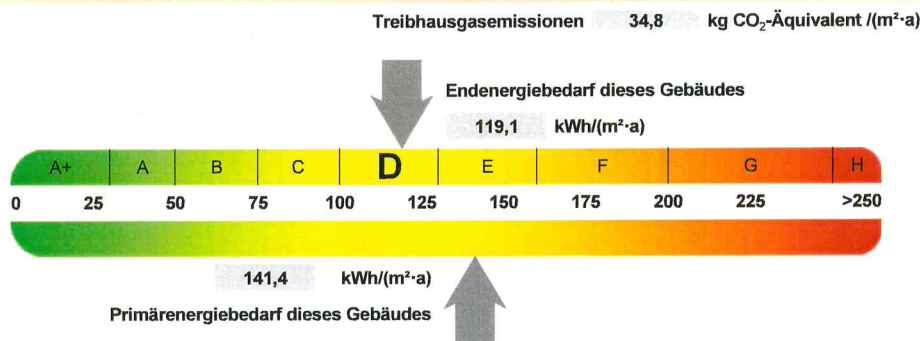 Treibhausgasemissionen 34,8 kg CO₂-Äquivalent /(m²·a)
Endenergiebedarf dieses Gebäudes
119,1 kWh/(m²·a)
A+ A B C D E F G H
0 25 50 75 100 125 150 175 200 225 >250
141,4 kWh/(m²·a)
Primärenergiebedarf dieses Gebäudes